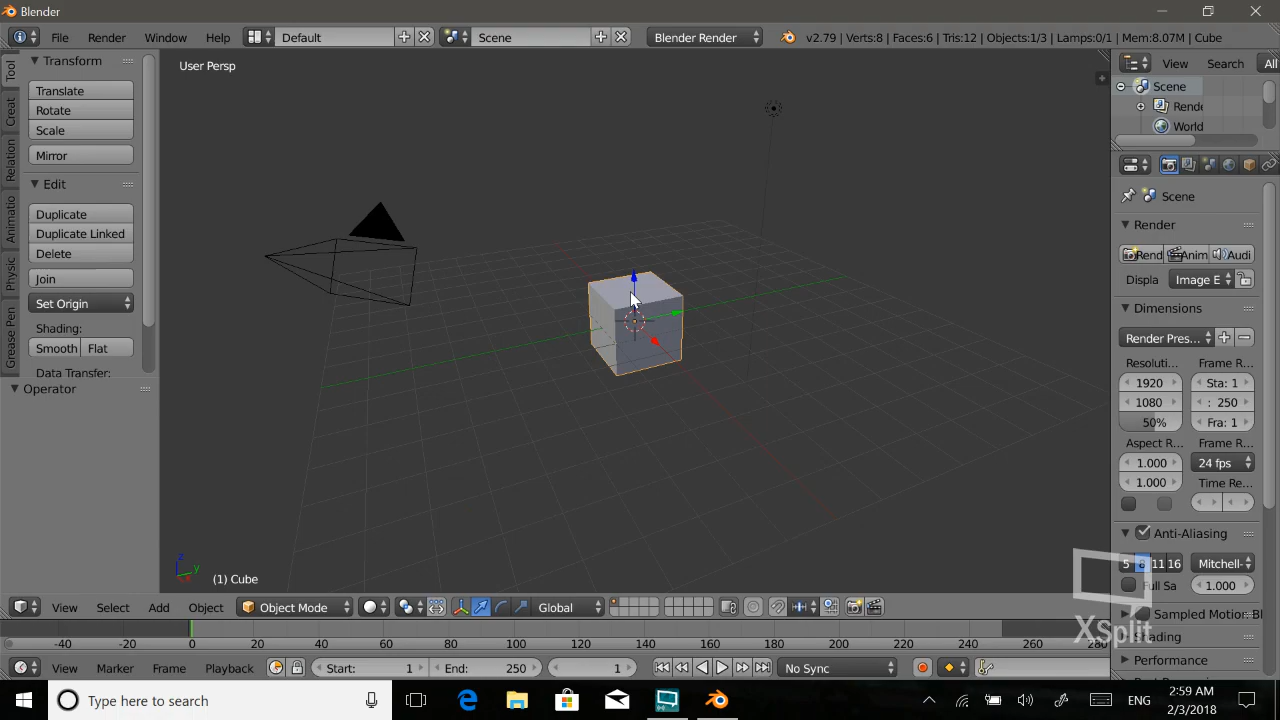 Blender
File Render Window Help Default Scene Blender Render v2.79 | Verts:8 | Faces:6 | Tris:12 | Objects:1/3 | Lamps:0/1 | Mem:8.07M | Cube
Tool
Creat
Relation
Animatio
Physic
Grease Pen
Transform
Translate
Rotate
Scale
Mirror
Edit
Duplicate
Duplicate Linked
Delete
Join
Set Origin
Shading:
Smooth Flat
Data Transfer:
Operator
User Persp
z
y
(1) Cube
View Search All
Scene
Rende
World
Scene
Render
Rend Anim Audi
Displa Image E
Dimensions
Render Pres...
Resoluti... Frame R...
1920 Sta: 1
1080 : 250
50% Fra: 1
Aspect R... Frame R...
1.000 24 fps
1.000 Time Re...
Anti-Aliasing
5 8 11 16 Mitchell-
Full Sa 1.000
Sampled Motion Bl
Shading
Performance
XSplit
View Select Add Object Object Mode Global
-40 -20 0 20 40 60 80 100 120 140 160 180 200 220 240 260 280
View Marker Frame Playback Start: 1 End: 250 1 No Sync
Type here to search
ENG
2:59 AM
2/3/2018